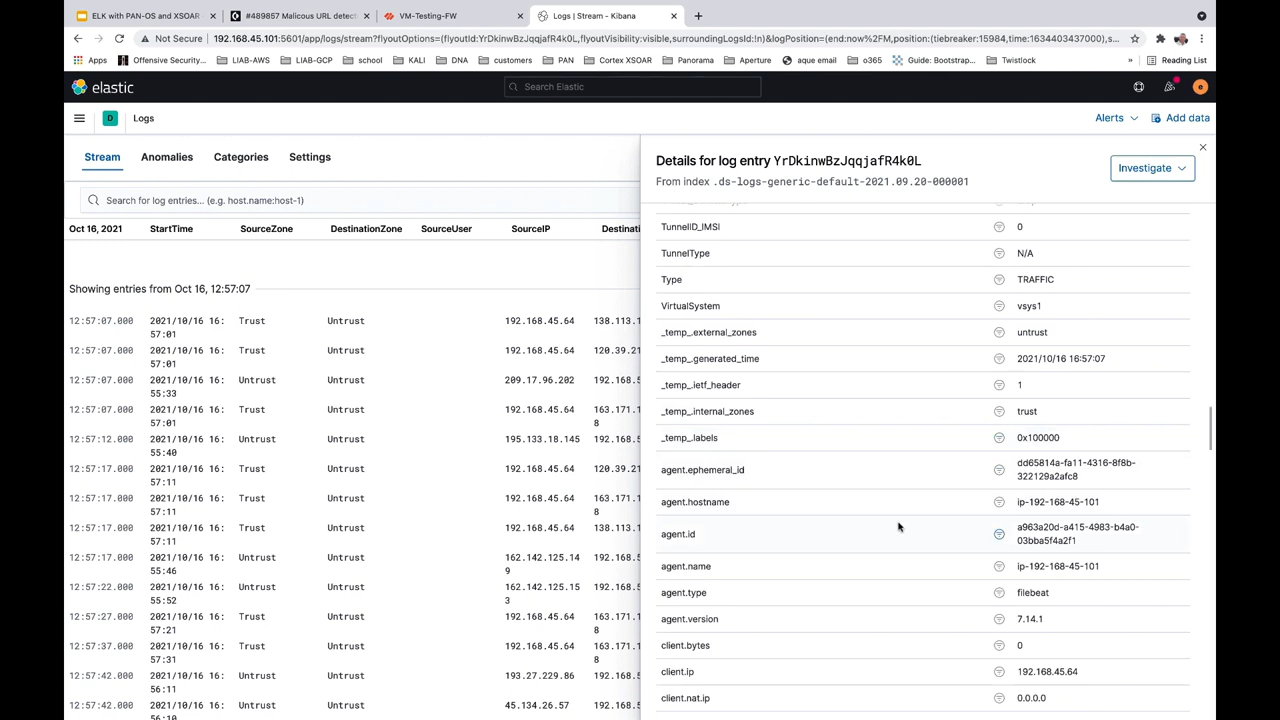 ELK with PAN-OS and XSOAR
#489857 Malicous URL detect
VM-Testing-FW
Logs | Stream - Kibana
Not Secure
192.168.45.101:5601/app/logs/stream?flyoutOptions=(flyoutId:YrDkinwBzJqqjafR4k0L,flyoutVisibility:visible,surroundingLogsId:!n)&logPosition=(end:now%2FM,position:(tiebreaker:15984,time:1634403437000),s...
Apps
Offensive Security...
LIAB-AWS
LIAB-GCP
school
KALI
DNA
customers
PAN
Cortex XSOAR
Panorama
Aperture
aque email
o365
Guide: Bootstrap...
Twistlock
»
Reading List
elastic
Search Elastic
e
D
Logs
Alerts
Add data
Stream
Anomalies
Categories
Settings
Search for log entries... (e.g. host.name:host-1)
Oct 16, 2021 StartTime SourceZone DestinationZone SourceUser SourceIP Destinati
Showing entries from Oct 16, 12:57:07
12:57:07.000 2021/10/16 16: Trust Untrust 192.168.45.64 138.113.1
57:01
12:57:07.000 2021/10/16 16: Trust Untrust 192.168.45.64 120.39.21
57:01
12:57:07.000 2021/10/16 16: Untrust Untrust 209.17.96.202 192.168.5
55:33
12:57:07.000 2021/10/16 16: Trust Untrust 192.168.45.64 163.171.1
57:01 8
12:57:12.000 2021/10/16 16: Untrust Untrust 195.133.18.145 192.168.5
55:40
12:57:17.000 2021/10/16 16: Trust Untrust 192.168.45.64 120.39.21
57:11
12:57:17.000 2021/10/16 16: Trust Untrust 192.168.45.64 163.171.1
57:11 8
12:57:17.000 2021/10/16 16: Trust Untrust 192.168.45.64 138.113.1
57:11
12:57:17.000 2021/10/16 16: Untrust Untrust 162.142.125.14 192.168.5
55:46 9
12:57:22.000 2021/10/16 16: Untrust Untrust 162.142.125.15 192.168.5
55:52 3
12:57:27.000 2021/10/16 16: Trust Untrust 192.168.45.64 163.171.1
57:21 8
12:57:37.000 2021/10/16 16: Trust Untrust 192.168.45.64 163.171.1
57:31 8
12:57:42.000 2021/10/16 16: Untrust Untrust 193.27.229.86 192.168.5
56:11
12:57:42.000 2021/10/16 16: Untrust Untrust 45.134.26.57 192.168.5
56:10
Details for log entry YrDkinwBzJqqjafR4k0L
From index .ds-logs-generic-default-2021.09.20-000001
Investigate
TunnelID_IMSI 0
TunnelType N/A
Type TRAFFIC
VirtualSystem vsys1
_temp_.external_zones untrust
_temp_.generated_time 2021/10/16 16:57:07
_temp_.ietf_header 1
_temp_.internal_zones trust
_temp_.labels 0x100000
agent.ephemeral_id dd65814a-fa11-4316-8f8b-
322129a2afc8
agent.hostname ip-192-168-45-101
agent.id a963a20d-a415-4983-b4a0-
03bba5f4a2f1
agent.name ip-192-168-45-101
agent.type filebeat
agent.version 7.14.1
client.bytes 0
client.ip 192.168.45.64
client.nat.ip 0.0.0.0